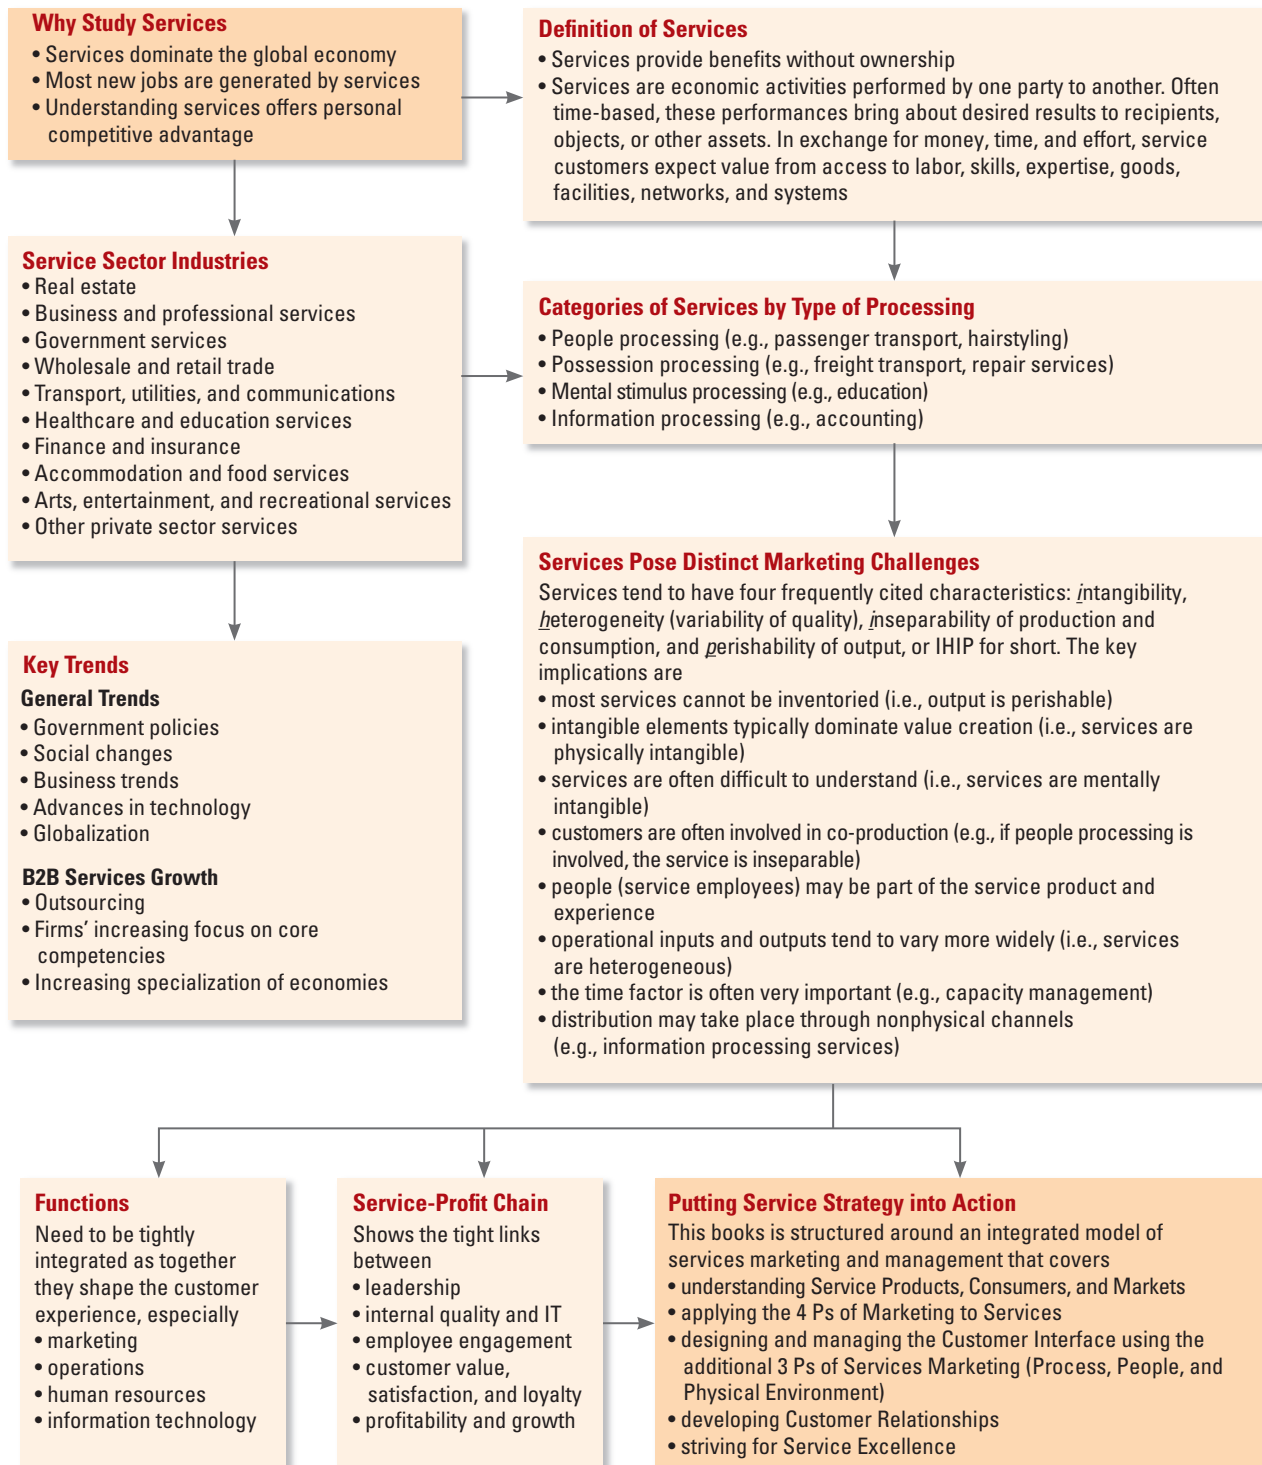 Why Study Services
• Services dominate the global economy
• Most new jobs are generated by services
• Understanding services offers personal
competitive advantage
Definition of Services
• Services provide benefits without ownership
• Services are economic activities performed by one party to another. Often
time-based, these performances bring about desired results to recipients,
objects, or other assets. In exchange for money, time, and effort, service
customers expect value from access to labor, skills, expertise, goods,
facilities, networks, and systems
Service Sector Industries
• Real estate
• Business and professional services
• Government services
• Wholesale and retail trade
• Transport, utilities, and communications
• Healthcare and education services
• Finance and insurance
• Accommodation and food services
• Arts, entertainment, and recreational services
• Other private sector services
Categories of Services by Type of Processing
• People processing (e.g., passenger transport, hairstyling)
• Possession processing (e.g., freight transport, repair services)
• Mental stimulus processing (e.g., education)
• Information processing (e.g., accounting)
Key Trends
General Trends
• Government policies
• Social changes
• Business trends
• Advances in technology
• Globalization
B2B Services Growth
• Outsourcing
• Firms' increasing focus on core
competencies
• Increasing specialization of economies
Services Pose Distinct Marketing Challenges
Services tend to have four frequently cited characteristics: intangibility,
heterogeneity (variability of quality), inseparability of production and
consumption, and perishability of output, or IHIP for short. The key
implications are
• most services cannot be inventoried (i.e., output is perishable)
• intangible elements typically dominate value creation (i.e., services are
physically intangible)
• services are often difficult to understand (i.e., services are mentally
intangible)
• customers are often involved in co-production (e.g., if people processing is
involved, the service is inseparable)
• people (service employees) may be part of the service product and
experience
• operational inputs and outputs tend to vary more widely (i.e., services
are heterogeneous)
• the time factor is often very important (e.g., capacity management)
• distribution may take place through nonphysical channels
(e.g., information processing services)
Functions
Need to be tightly
integrated as together
they shape the customer
experience, especially
• marketing
• operations
• human resources
• information technology
Service-Profit Chain
Shows the tight links
between
• leadership
• internal quality and IT
• employee engagement
• customer value,
satisfaction, and loyalty
• profitability and growth
Putting Service Strategy into Action
This books is structured around an integrated model of
services marketing and management that covers
• understanding Service Products, Consumers, and Markets
• applying the 4 Ps of Marketing to Services
• designing and managing the Customer Interface using the
additional 3 Ps of Services Marketing (Process, People, and
Physical Environment)
• developing Customer Relationships
• striving for Service Excellence